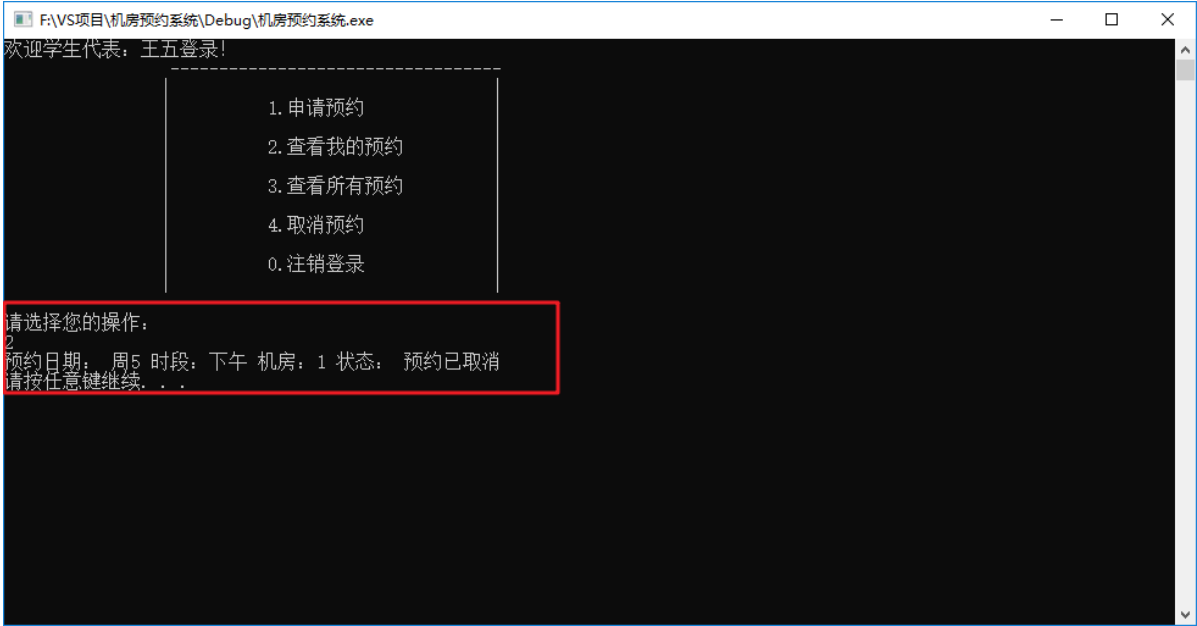 F:\VS项目\机房预约系统\Debug\机房预约系统.exe
欢迎学生代表：王五登录！
---------------------------------
1.申请预约
2.查看我的预约
3.查看所有预约
4.取消预约
0.注销登录
请选择您的操作：
2
预约日期： 周5 时段：下午 机房：1 状态： 预约已取消
请按任意键继续. . .